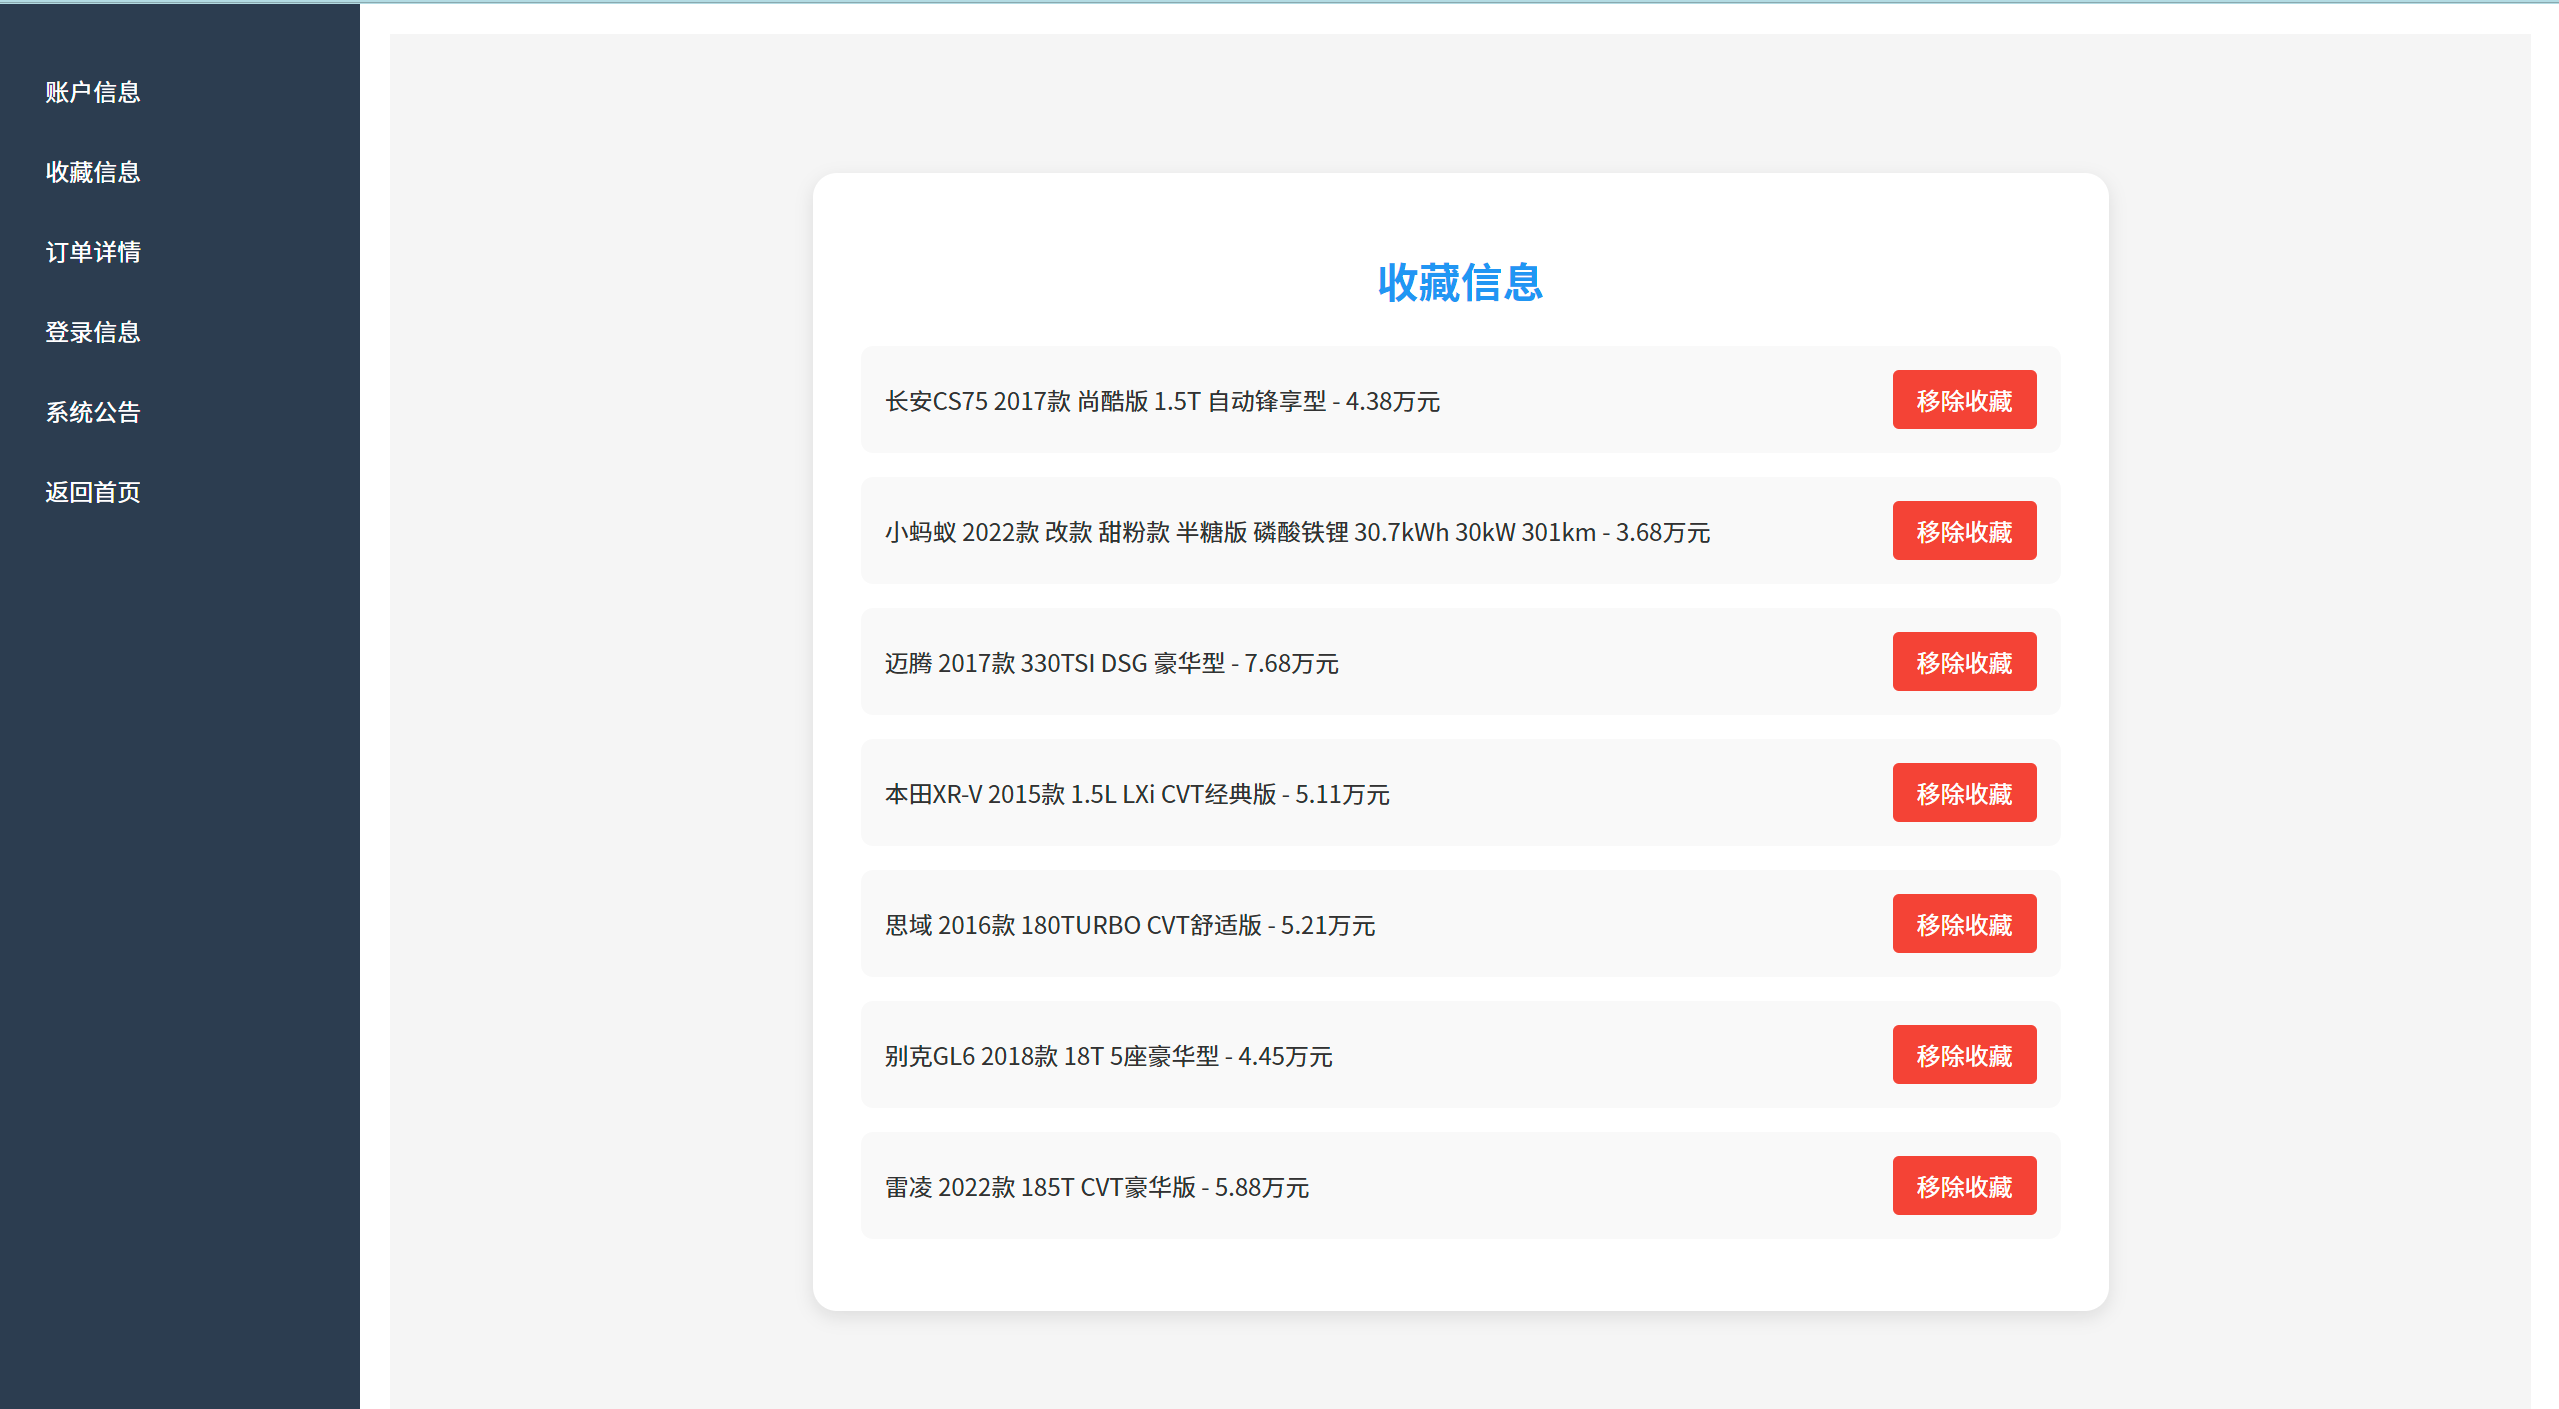 账户信息
收藏信息
订单详情
登录信息
系统公告
返回首页
收藏信息
长安CS75 2017款 尚酷版 1.5T 自动锋享型 - 4.38万元
移除收藏
小蚂蚁 2022款 改款 甜粉款 半糖版 磷酸铁锂 30.7kWh 30kW 301km - 3.68万元
移除收藏
迈腾 2017款 330TSI DSG 豪华型 - 7.68万元
移除收藏
本田XR-V 2015款 1.5L LXi CVT经典版 - 5.11万元
移除收藏
思域 2016款 180TURBO CVT舒适版 - 5.21万元
移除收藏
别克GL6 2018款 18T 5座豪华型 - 4.45万元
移除收藏
雷凌 2022款 185T CVT豪华版 - 5.88万元
移除收藏